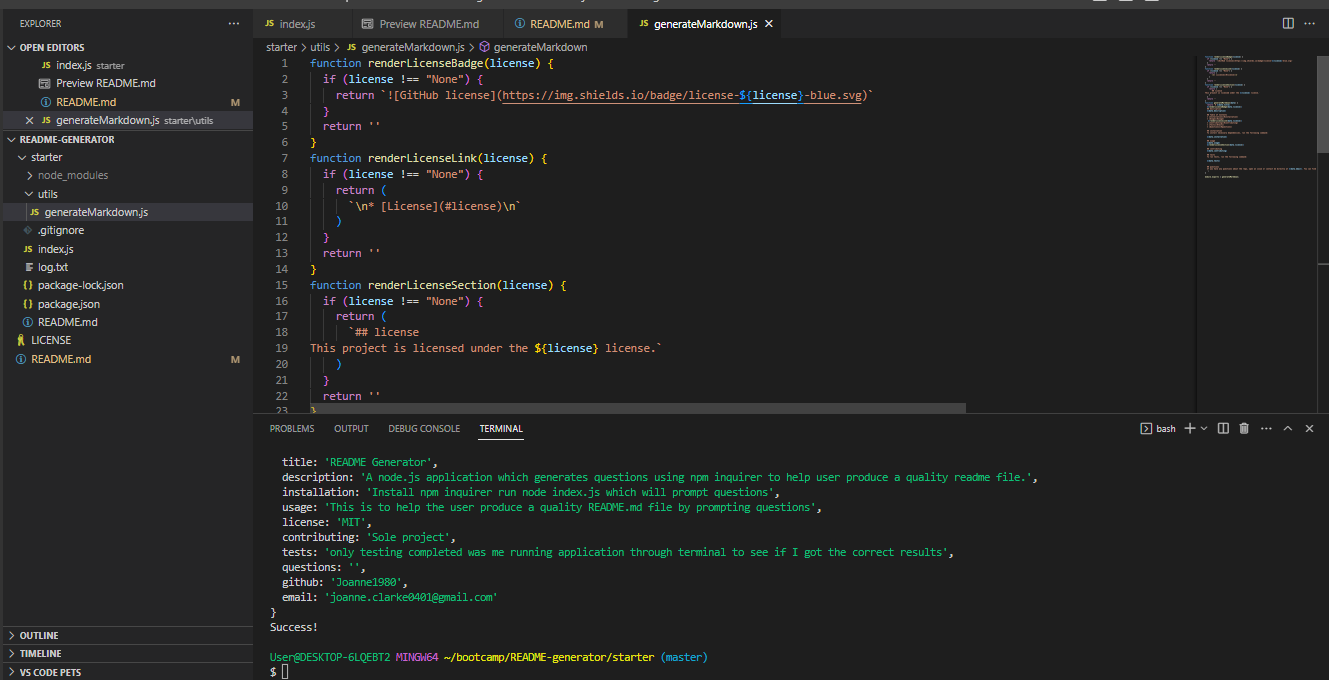 EXPLORER
OPEN EDITORS
JS index.js starter
Preview README.md
README.md M
JS generateMarkdown.js starter\utils
README-GENERATOR
starter
node_modules
utils
JS generateMarkdown.js
.gitignore
JS index.js
log.txt
{} package-lock.json
{} package.json
README.md
LICENSE
README.md M
OUTLINE
TIMELINE
VS CODE PETS
JS index.js
Preview README.md
README.md M
JS generateMarkdown.js
starter > utils > JS generateMarkdown.js > generateMarkdown
1 function renderLicenseBadge(license) {
2 if (license !== "None") {
3 return `![GitHub license](https://img.shields.io/badge/license-${license}-blue.svg)`
4 }
5 return ''
6 }
7 function renderLicenseLink(license) {
8 if (license !== "None") {
9 return (
10 `\n* [License](#license)\n`
11 )
12 }
13 return ''
14 }
15 function renderLicenseSection(license) {
16 if (license !== "None") {
17 return (
18 `## license
19 This project is licensed under the ${license} license.`
20 )
21 }
22 return ''
23 }
PROBLEMS OUTPUT DEBUG CONSOLE TERMINAL
bash
title: 'README Generator',
description: 'A node.js application which generates questions using npm inquirer to help user produce a quality readme file.',
installation: 'Install npm inquirer run node index.js which will prompt questions',
usage: 'This is to help the user produce a quality README.md file by prompting questions',
license: 'MIT',
contributing: 'Sole project',
tests: 'only testing completed was me running application through terminal to see if I got the correct results',
questions: '',
github: 'Joanne1980',
email: 'joanne.clarke0401@gmail.com'
}
Success!
User@DESKTOP-6LQEBT2 MINGW64 ~/bootcamp/README-generator/starter (master)
$